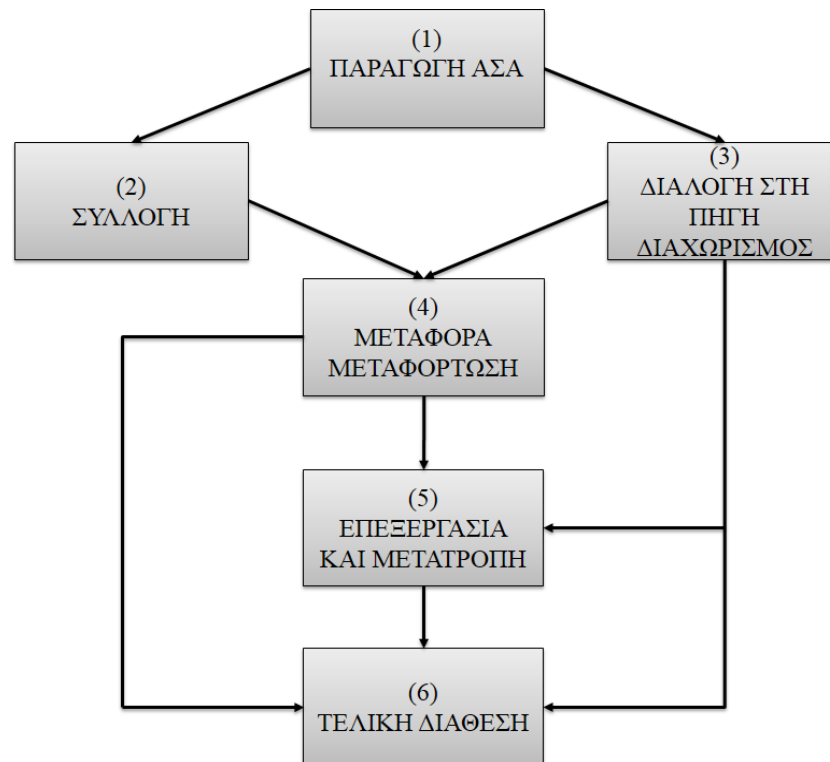 (1)
ΠΑΡΑΓΩΓΗ ΑΣΑ
(2)
ΣΥΛΛΟΓΗ
(3)
ΔΙΑΛΟΓΗ ΣΤΗ
ΠΗΓΗ
ΔΙΑΧΩΡΙΣΜΟΣ
(4)
ΜΕΤΑΦΟΡΑ
ΜΕΤΑΦΟΡΤΩΣΗ
(5)
ΕΠΕΞΕΡΓΑΣΙΑ
ΚΑΙ ΜΕΤΑΤΡΟΠΗ
(6)
ΤΕΛΙΚΗ ΔΙΑΘΕΣΗ